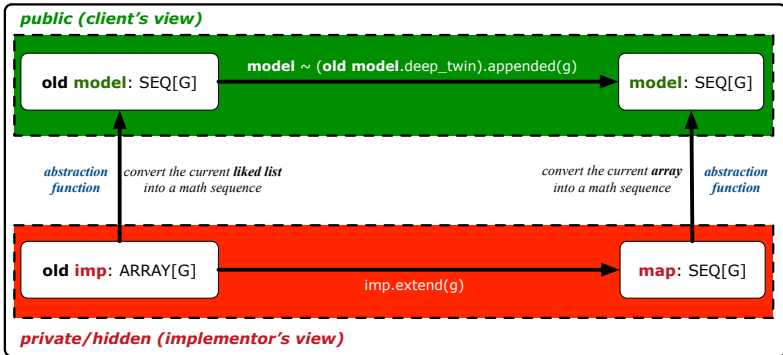 public (client's view)
old model: SEQ[G]
model ~ (old model.deep_twin).appended(g)
model: SEQ[G]
abstraction
function
convert the current liked list
into a math sequence
convert the current array
into a math sequence
abstraction
function
old imp: ARRAY[G]
imp.extend(g)
map: SEQ[G]
private/hidden (implementor's view)